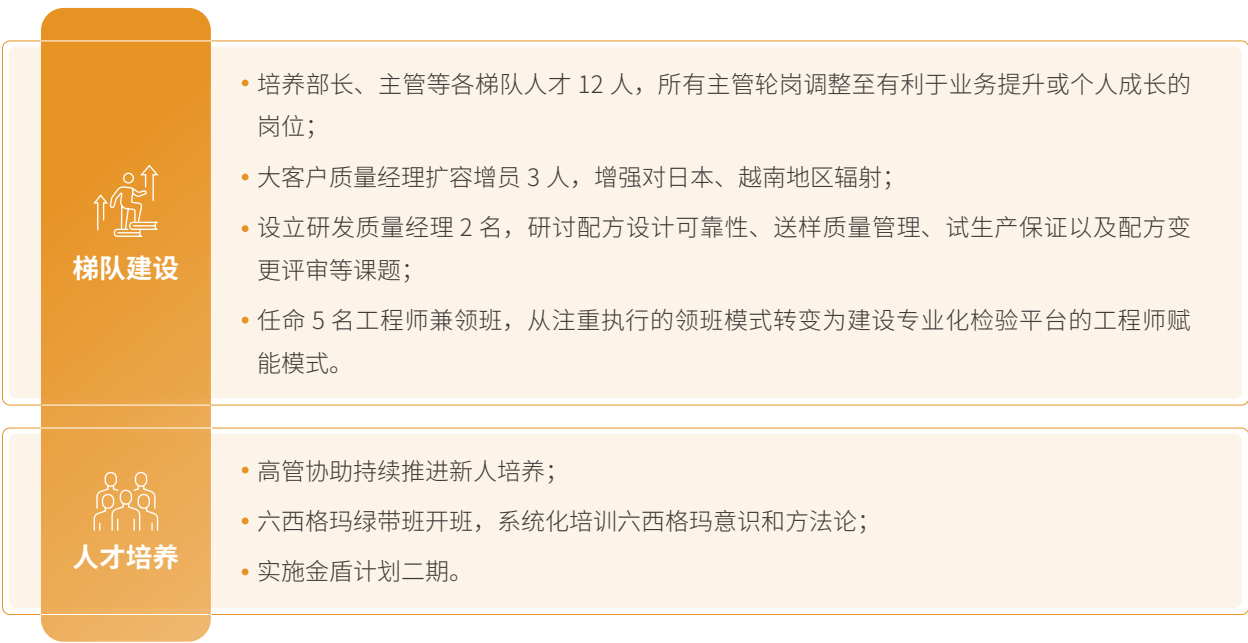 梯队建设
• 培养部长、主管等各梯队人才 12 人，所有主管轮岗调整至有利于业务提升或个人成长的
岗位；
• 大客户质量经理扩容增员 3 人，增强对日本、越南地区辐射；
• 设立研发质量经理 2 名，研讨配方设计可靠性、送样质量管理、试生产保证以及配方变
更评审等课题；
• 任命 5 名工程师兼领班，从注重执行的领班模式转变为建设专业化检验平台的工程师赋
能模式。
人才培养
• 高管协助持续推进新人培养；
• 六西格玛绿带班开班，系统化培训六西格玛意识和方法论；
• 实施金盾计划二期。